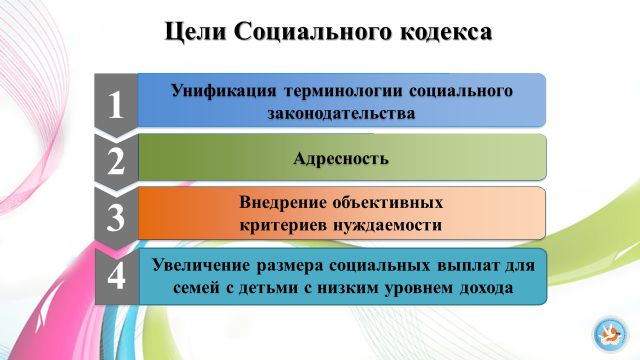 Цели Социального кодекса
1
Унификация терминологии социального
законодательства
2
Адресность
3
Внедрение объективных
критериев нуждаемости
4
Увеличение размера социальных выплат для
семей с детьми с низким уровнем дохода